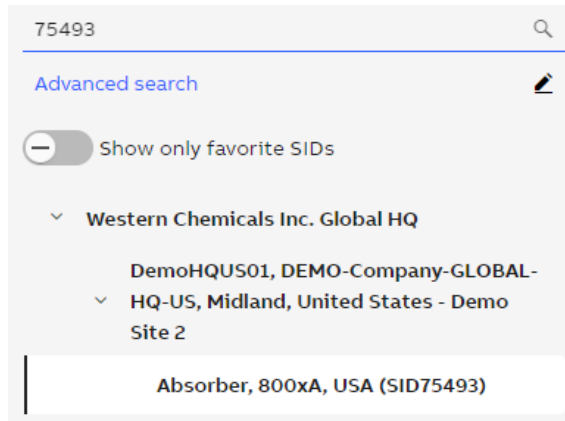 75493
Advanced search
Show only favorite SIDs
Western Chemicals Inc. Global HQ
DemoHQUS01, DEMO-Company-GLOBAL-
HQ-US, Midland, United States - Demo
Site 2
Absorber, 800xA, USA (SID75493)